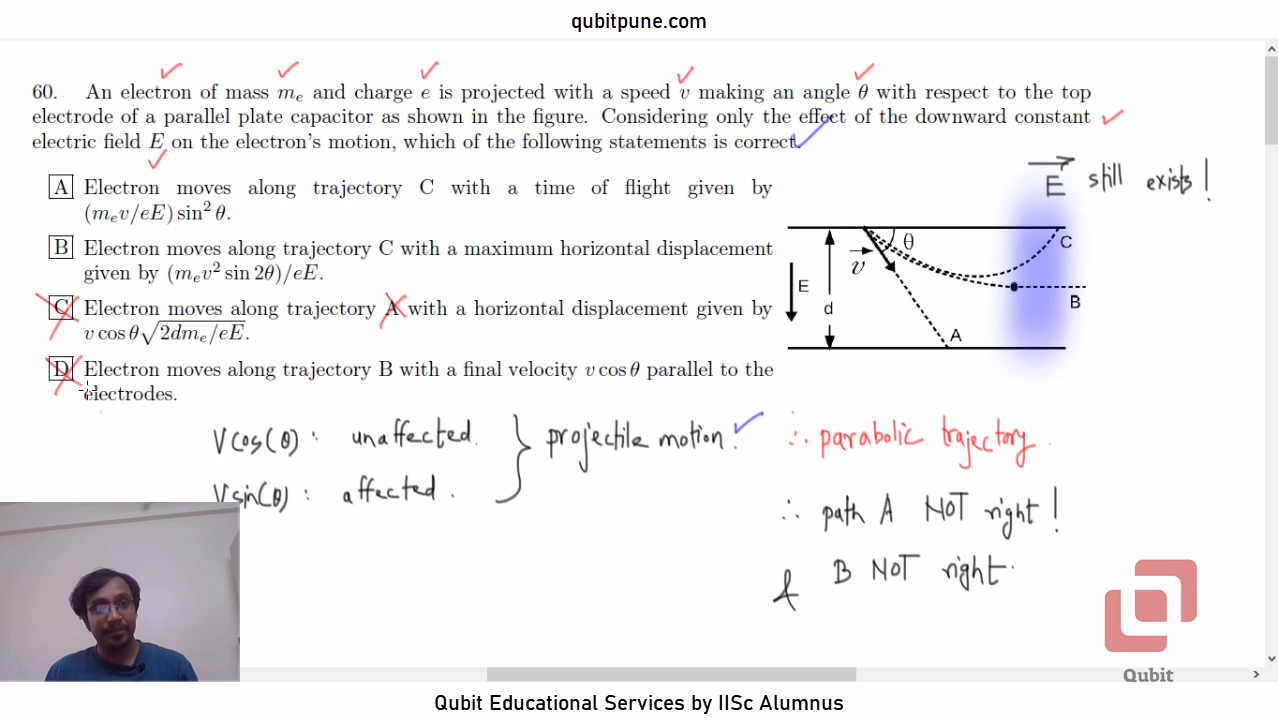 qubitpune.com
60. An electron of mass mₑ and charge e is projected with a speed v making an angle θ with respect to the top
electrode of a parallel plate capacitor as shown in the figure. Considering only the effect of the downward constant
electric field E on the electron's motion, which of the following statements is correct.
A Electron moves along trajectory C with a time of flight given by
(mₑv/eE) sin² θ.
B Electron moves along trajectory C with a maximum horizontal displacement
given by (mₑv² sin 2θ)/eE.
C Electron moves along trajectory A with a horizontal displacement given by
v cos θ√2dmₑ/eE.
D Electron moves along trajectory B with a final velocity v cos θ parallel to the
electrodes.
E still exists!
θ
C
v
E
d
B
A
V cos(θ) : unaffected.
V sin(θ) : affected.
projectile motion!
∴ parabolic trajectory
∴ path A NOT right!
& B NOT right.
Qubit
Qubit Educational Services by IISc Alumnus